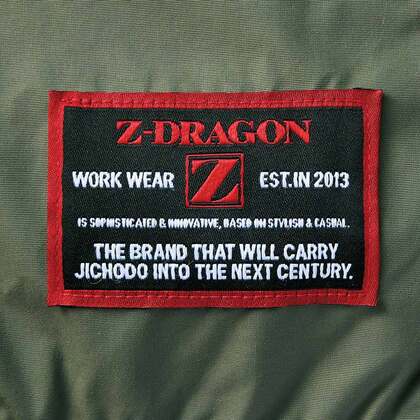 Z-DRAGON
WORK WEAR Z EST.IN 2013
IS SOPHISTICATED & INNOVATIVE, BASED ON STYLISH & CASUAL.
THE BRAND THAT WILL CARRY
JICHODO INTO THE NEXT CENTURY.